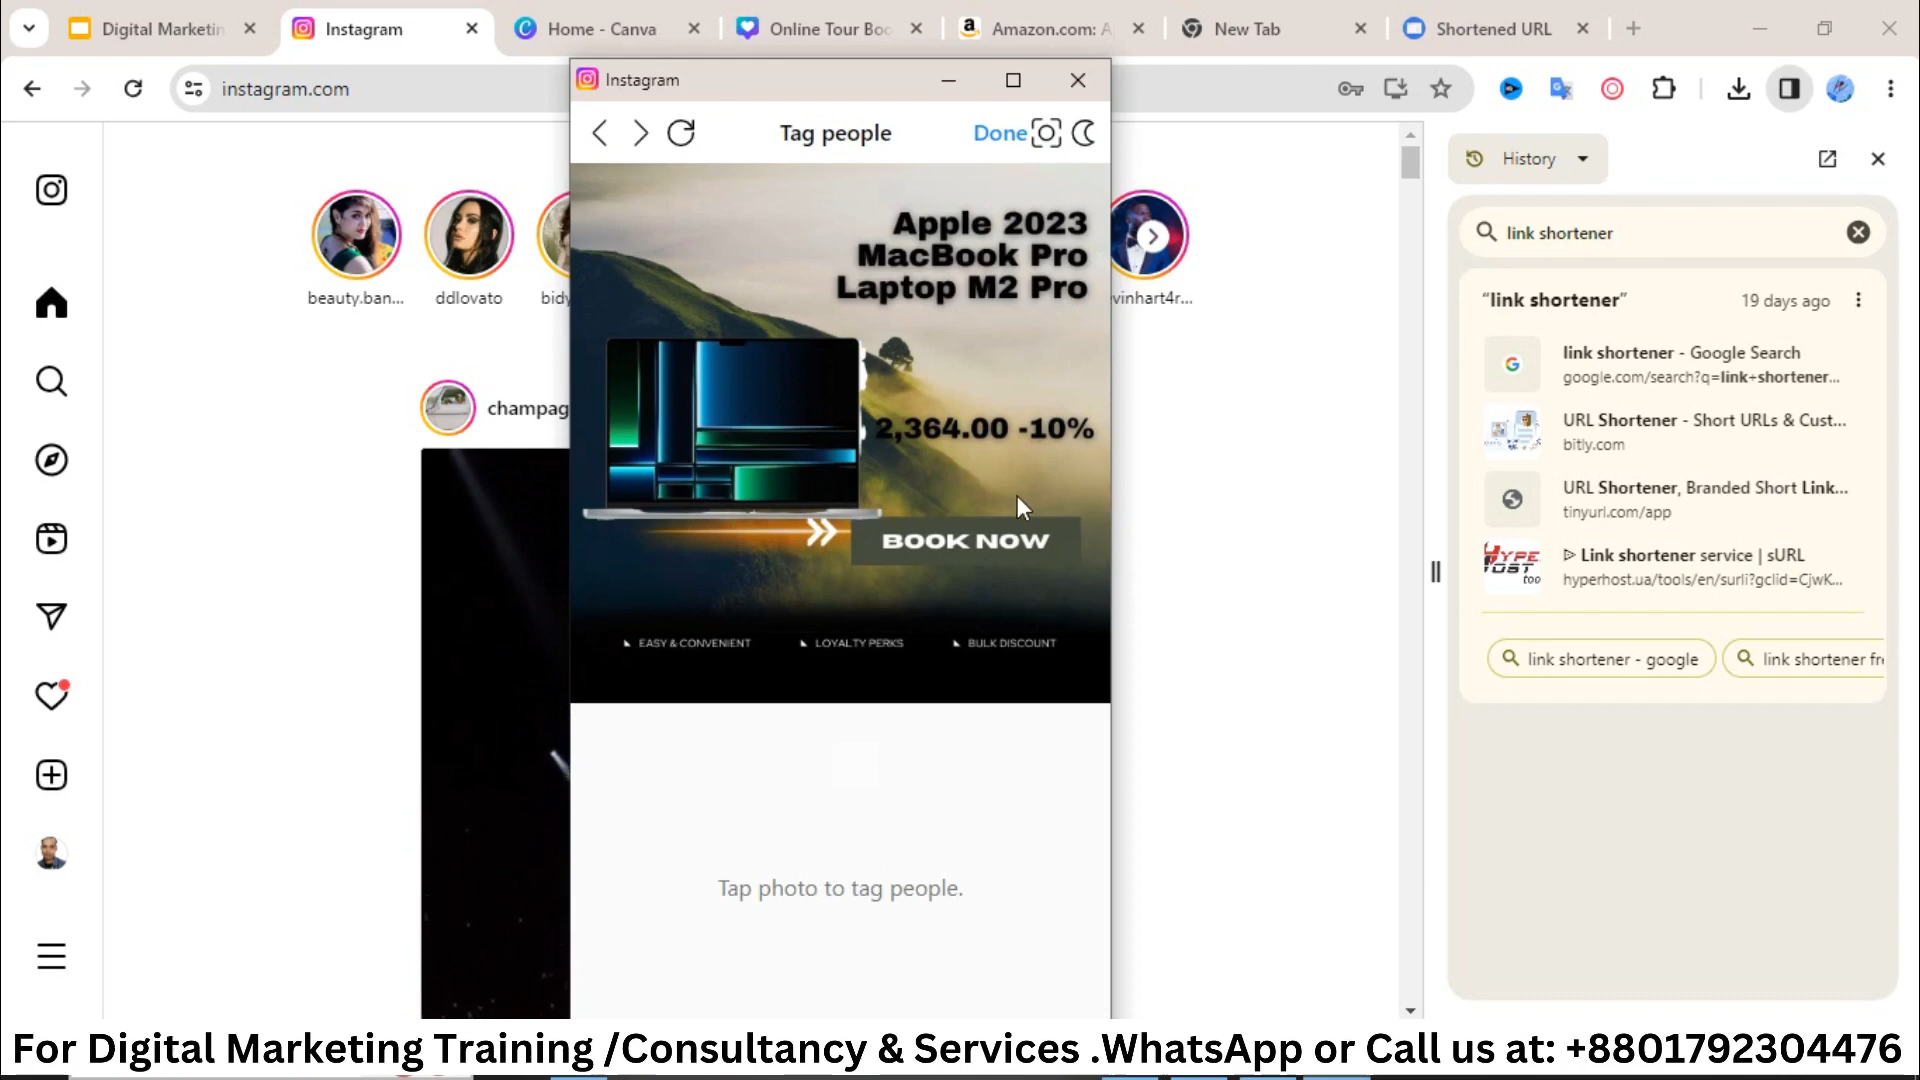 Digital Marketin
Instagram
Home - Canva
Online Tour Boo
Amazon.com: A
New Tab
Shortened URL
instagram.com
Instagram
Tag people
Done
beauty.ban...
ddlovato
vinhart4r...
champag
Apple 2023
MacBook Pro
Laptop M2 Pro
2,364.00 -10%
BOOK NOW
EASY & CONVENIENT
LOYALTY PERKS
BULK DISCOUNT
Tap photo to tag people.
History
link shortener
"link shortener"
19 days ago
link shortener - Google Search
google.com/search?q=link+shortener...
URL Shortener - Short URLs & Cust...
bitly.com
URL Shortener, Branded Short Link...
tinyurl.com/app
ᐅ Link shortener service | sURL
hyperhost.ua/tools/en/surli?gclid=CjwK...
link shortener - google
link shortener fr
For Digital Marketing Training /Consultancy & Services .WhatsApp or Call us at: +8801792304476